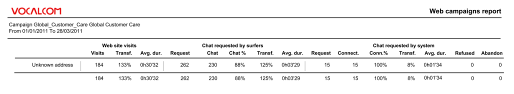 VOCALCOM
Web campaigns report
Campaign Global_Customer_Care Global Customer Care
From 01/01/2011 To 28/03/2011
Web site visits Chat requested by surfers Chat requested by system
Visits Transf. Avg. dur. Request Chat Chat % Transf. Avg. dur. Request Connect. Conn.% Transf. Avg. dur. Refused Abandon
Unknown address 184 133% 0h30'32 262 230 88% 125% 0h03'29 15 15 100% 8% 0h01'34 0 0
184 133% 0h30'32 262 230 88% 125% 0h03'29 15 15 100% 8% 0h01'34 0 0